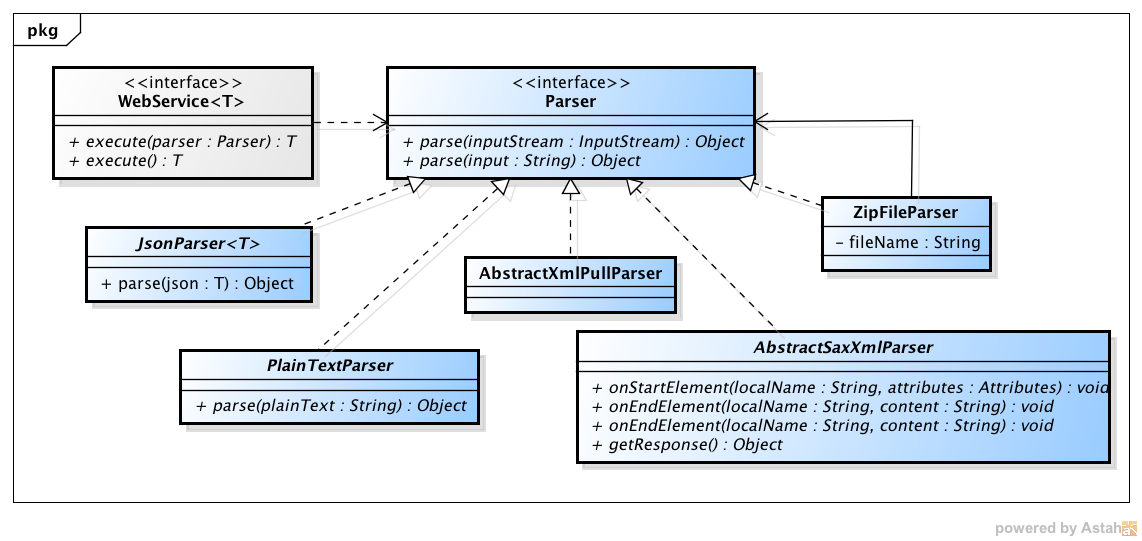 pkg
<<interface>>
WebService<T>
+ execute(parser : Parser) : T
+ execute() : T
<<interface>>
Parser
+ parse(inputStream : InputStream) : Object
+ parse(input : String) : Object
ZipFileParser
- fileName : String
JsonParser<T>
+ parse(json : T) : Object
AbstractXmlPullParser
PlainTextParser
+ parse(plainText : String) : Object
AbstractSaxXmlParser
+ onStartElement(localName : String, attributes : Attributes) : void
+ onEndElement(localName : String, content : String) : void
+ onEndElement(localName : String, content : String) : void
+ getResponse() : Object
powered by Astah